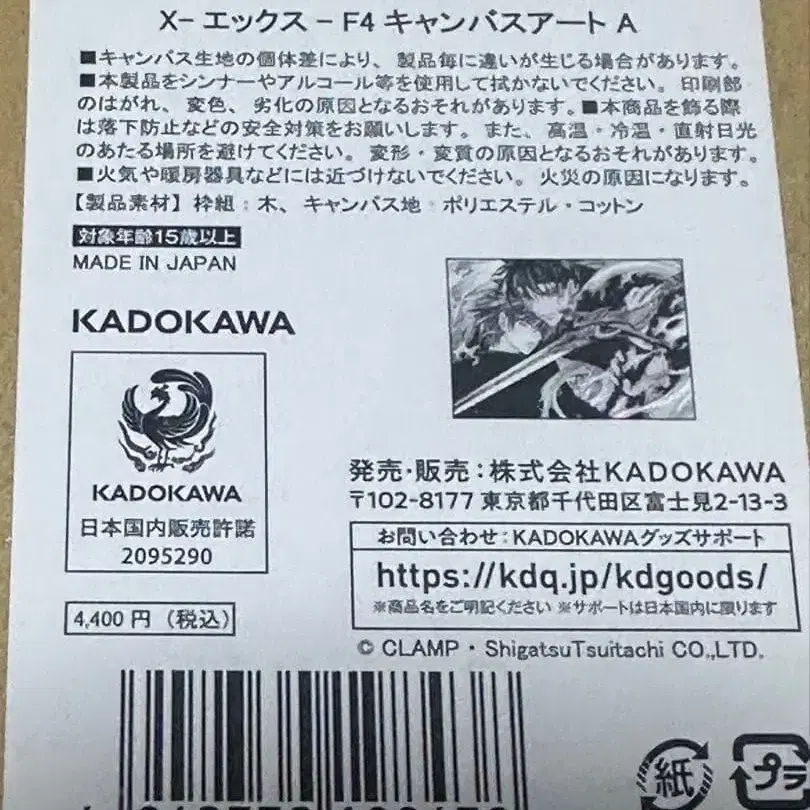 X- エックス - F4 キャンバスアート A
■キャンバス生地の個体差により、製品毎に違いが生じる場合があります。
■本製品をシンナーやアルコール等を使用して拭かないでください。印刷部
のはがれ、変色、劣化の原因となるおそれがあります。■本商品を飾る際
は落下防止などの安全対策をお願いします。また、高温・冷温・直射日光
のあたる場所を避けてください。変形・変質の原因となるおそれがあります。
■火気や暖房器具などには近づけないでください。火災の原因になります。
【製品素材】枠組:木、キャンバス地:ポリエステル・コットン
対象年齢15歳以上
MADE IN JAPAN
KADOKAWA
KADOKAWA
日本国内販売許諾
2095290
4,400 円 (税込)
発売・販売:株式会社KADOKAWA
〒102-8177 東京都千代田区富士見2-13-3
お問い合わせ:KADOKAWAグッズサポート
https://kdq.jp/kdgoods/
※商品名をご明記ください ※サポートは日本国内に限ります
© CLAMP・ShigatsuTsuitachi CO.,LTD.
紙
プラ